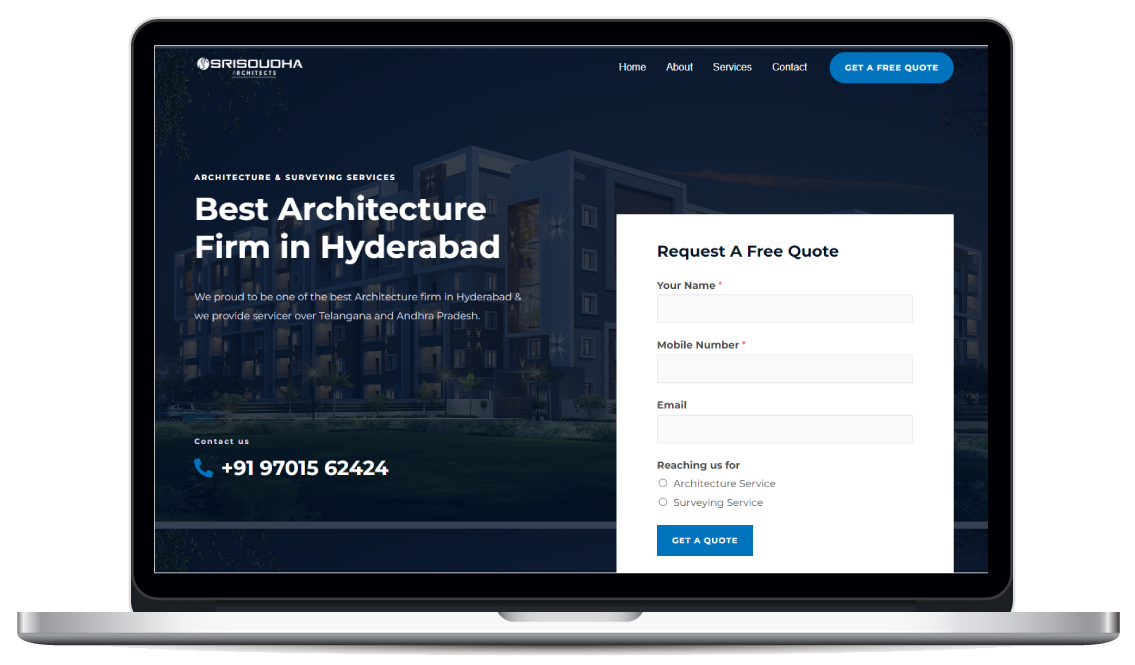 SRISOUDHA
ARCHITECTS
Home About Services Contact GET A FREE QUOTE
ARCHITECTURE & SURVEYING SERVICES
Best Architecture
Firm in Hyderabad
We proud to be one of the best Architecture firm in Hyderabad &
we provide servicer over Telangana and Andhra Pradesh.
Contact us
+91 97015 62424
Request A Free Quote
Your Name *
Mobile Number *
Email
Reaching us for
Architecture Service
Surveying Service
GET A QUOTE